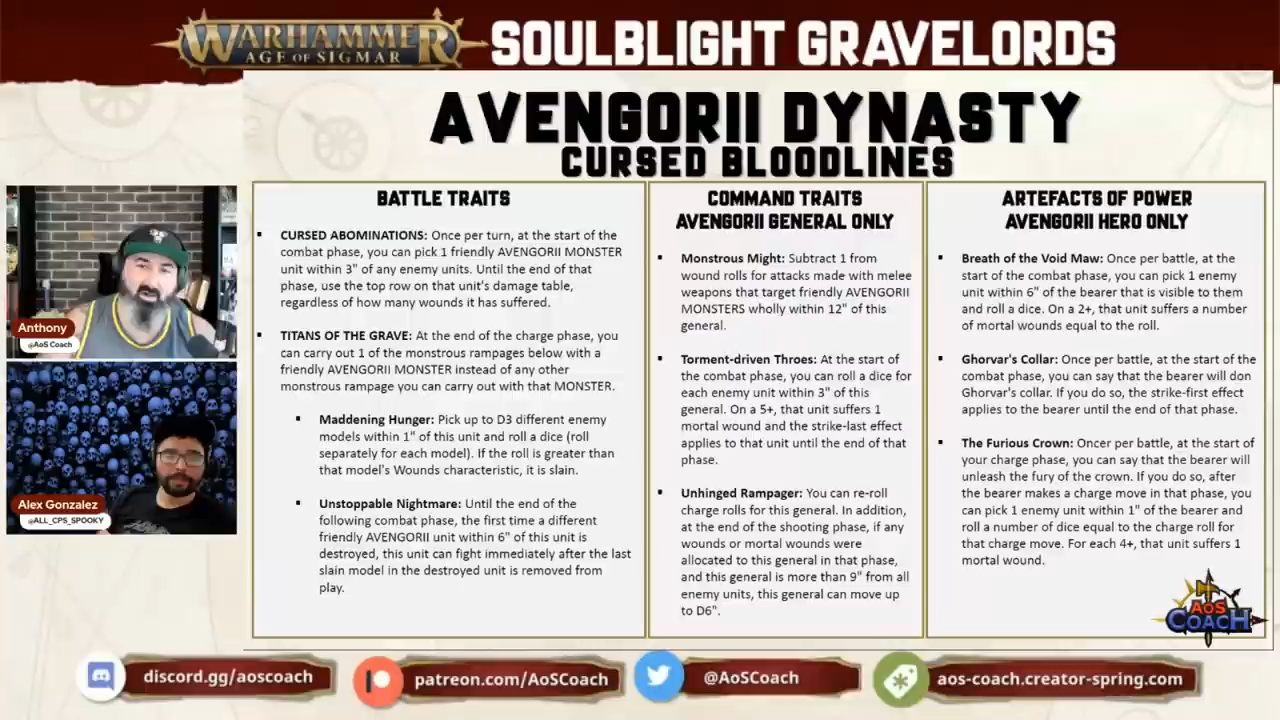 WARHAMMER
AGE OF SIGMAR
SOULBLIGHT GRAVELORDS
AVENGORII DYNASTY
CURSED BLOODLINES
Anthony
@AoS Coach
Alex Gonzalez
@ALL_CPS_SPOOKY
BATTLE TRAITS
▪ CURSED ABOMINATIONS: Once per turn, at the start of the
combat phase, you can pick 1 friendly AVENGORII MONSTER
unit within 3" of any enemy units. Until the end of that
phase, use the top row on that unit's damage table,
regardless of how many wounds it has suffered.
▪ TITANS OF THE GRAVE: At the end of the charge phase, you
can carry out 1 of the monstrous rampages below with a
friendly AVENGORII MONSTER instead of any other
monstrous rampage you can carry out with that MONSTER.
▪ Maddening Hunger: Pick up to D3 different enemy
models within 1" of this unit and roll a dice (roll
separately for each model). If the roll is greater than
that model's Wounds characteristic, it is slain.
▪ Unstoppable Nightmare: Until the end of the
following combat phase, the first time a different
friendly AVENGORII unit within 6" of this unit is
destroyed, this unit can fight immediately after the last
slain model in the destroyed unit is removed from
play.
COMMAND TRAITS
AVENGORII GENERAL ONLY
▪ Monstrous Might: Subtract 1 from
wound rolls for attacks made with melee
weapons that target friendly AVENGORII
MONSTERS wholly within 12" of this
general.
▪ Torment-driven Throes: At the start of
the combat phase, you can roll a dice for
each enemy unit within 3" of this
general. On a 5+, that unit suffers 1
mortal wound and the strike-last effect
applies to that unit until the end of that
phase.
▪ Unhinged Rampager: You can re-roll
charge rolls for this general. In addition,
at the end of the shooting phase, if any
wounds or mortal wounds were
allocated to this general in that phase,
and this general is more than 9" from all
enemy units, this general can move up
to D6".
ARTEFACTS OF POWER
AVENGORII HERO ONLY
▪ Breath of the Void Maw: Once per battle, at the
start of the combat phase, you can pick 1 enemy
unit within 6" of the bearer that is visible to them
and roll a dice. On a 2+, that unit suffers a number
of mortal wounds equal to the roll.
▪ Ghorvar's Collar: Once per battle, at the start of the
combat phase, you can say that the bearer will don
Ghorvar's collar. If you do so, the strike-first effect
applies to the bearer until the end of that phase.
▪ The Furious Crown: Oncer per battle, at the start of
your charge phase, you can say that the bearer will
unleash the fury of the crown. If you do so, after
the bearer makes a charge move in that phase, you
can pick 1 enemy unit within 1" of the bearer and
roll a number of dice equal to the charge roll for
that charge move. For each 4+, that unit suffers 1
mortal wound.
AOS
COACH
discord.gg/aoscoach
patreon.com/AoSCoach
@AoSCoach
aos-coach.creator-spring.com